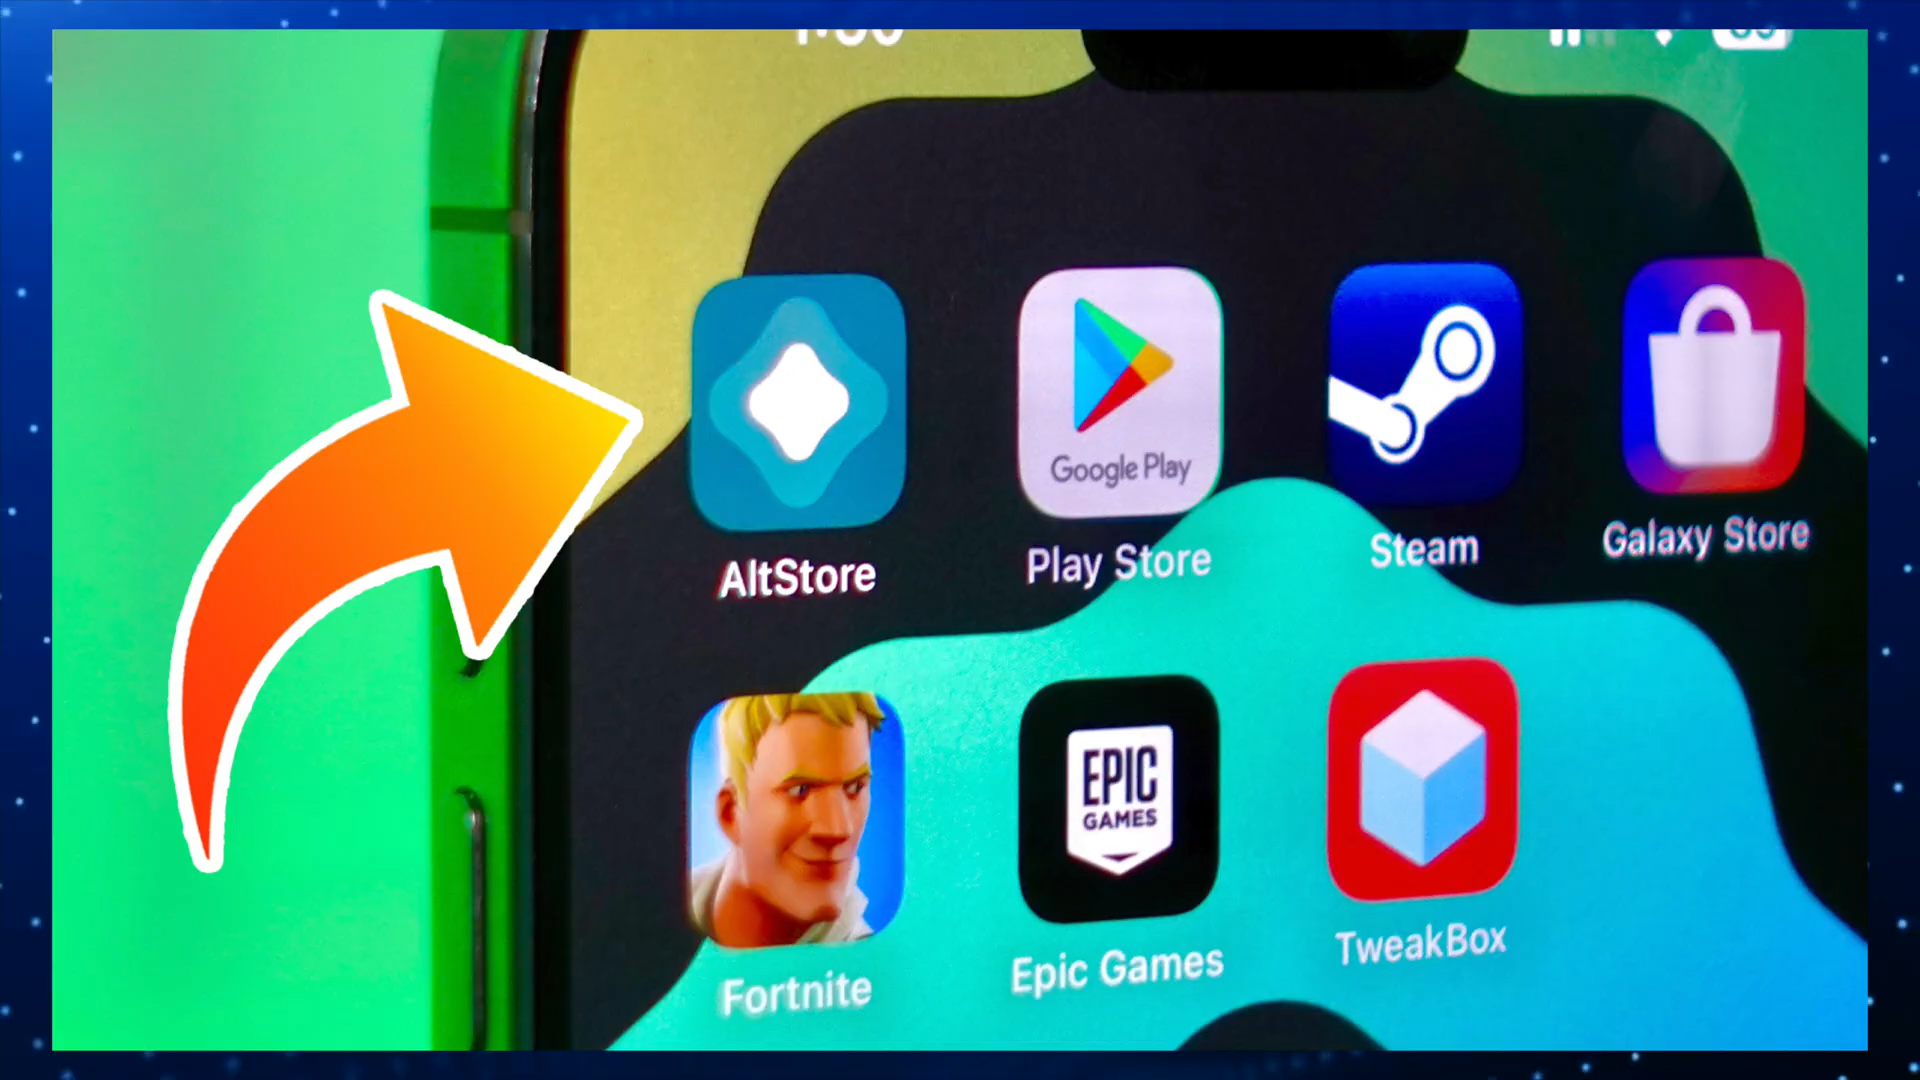 Google Play
AltStore
Play Store
Steam
Galaxy Store
EPIC
GAMES
Fortnite
Epic Games
TweakBox